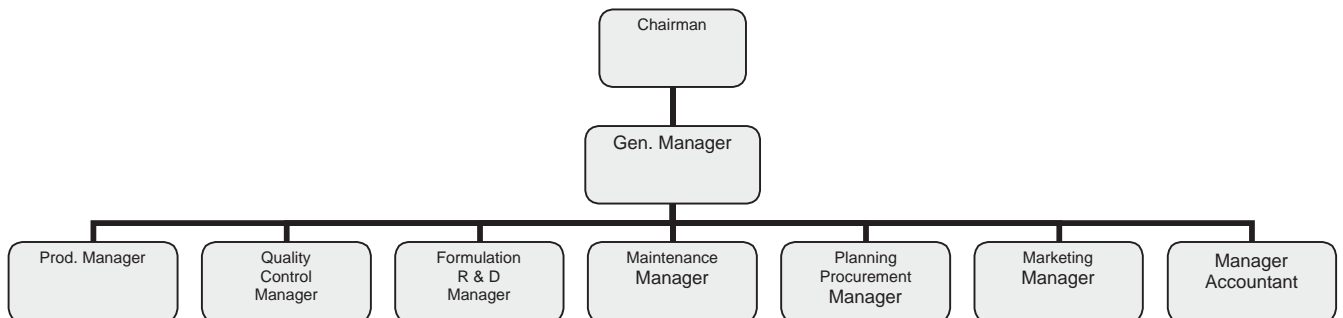 Chairman
Gen. Manager
Prod. Manager
Quality
Control
Manager
Formulation
R & D
Manager
Maintenance
Manager
Planning
Procurement
Manager
Marketing
Manager
Manager
Accountant